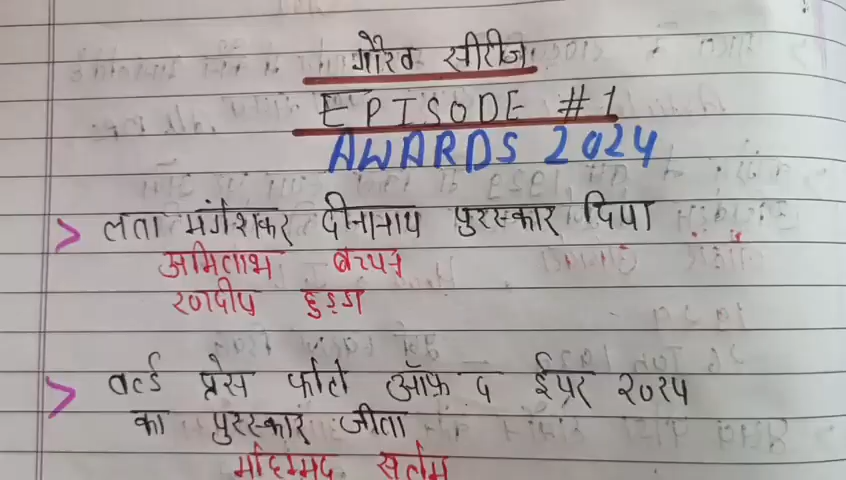 गौरव सीरीज
EPISODE #1
AWARDS 2024
> लता मंगेशकर दीनानाथ पुरस्कार दिया
अमिताभ बच्चन
रणदीप हुड्डा
> वर्ल्ड प्रेस फोटो ऑफ़ द ईयर २०२४
का पुरस्कार जीता
मोहम्मद सलेम